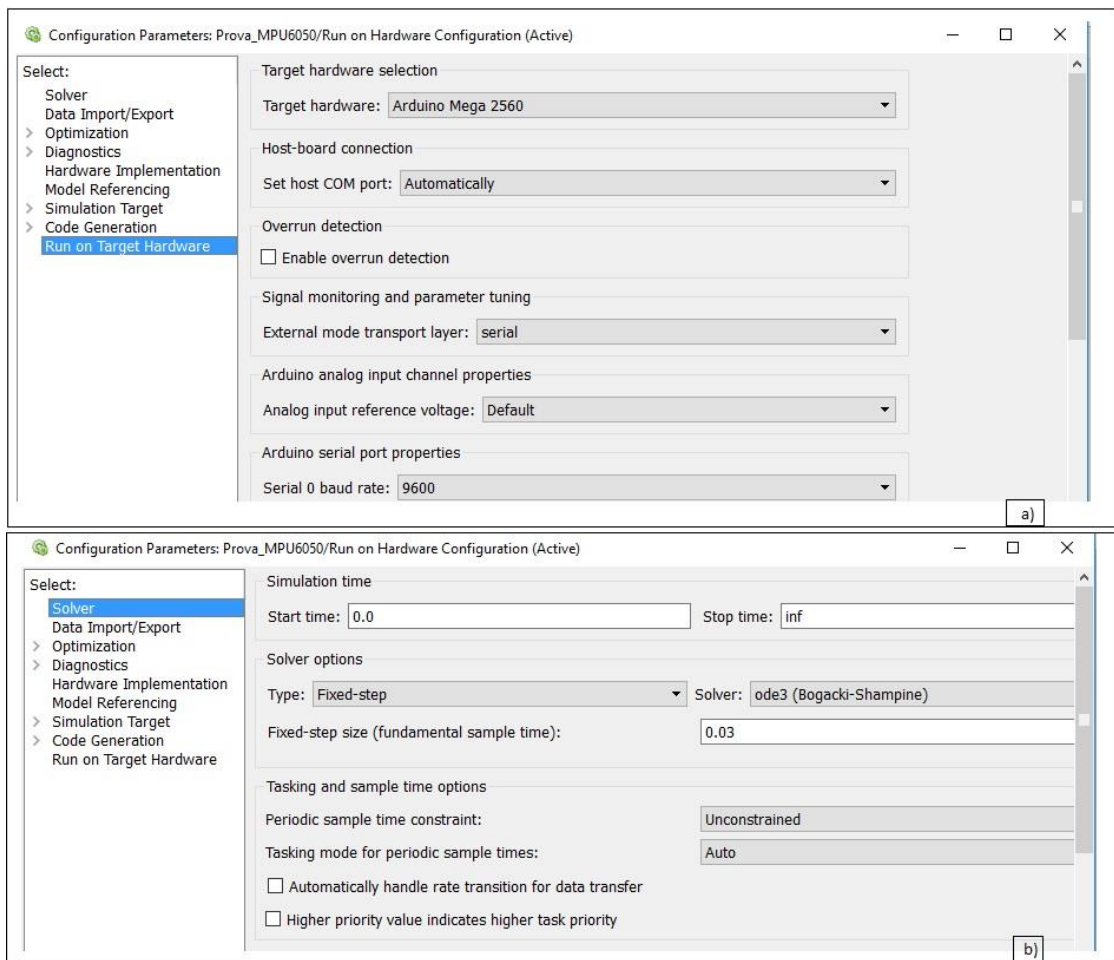 Configuration Parameters: Prova_MPU6050/Run on Hardware Configuration (Active)
Select:
Solver
Data Import/Export
Optimization
Diagnostics
Hardware Implementation
Model Referencing
Simulation Target
Code Generation
Run on Target Hardware
Target hardware selection
Target hardware: Arduino Mega 2560
Host-board connection
Set host COM port: Automatically
Overrun detection
Enable overrun detection
Signal monitoring and parameter tuning
External mode transport layer: serial
Arduino analog input channel properties
Analog input reference voltage: Default
Arduino serial port properties
Serial 0 baud rate: 9600
a)
Configuration Parameters: Prova_MPU6050/Run on Hardware Configuration (Active)
Select:
Solver
Data Import/Export
Optimization
Diagnostics
Hardware Implementation
Model Referencing
Simulation Target
Code Generation
Run on Target Hardware
Simulation time
Start time: 0.0 Stop time: inf
Solver options
Type: Fixed-step Solver: ode3 (Bogacki-Shampine)
Fixed-step size (fundamental sample time): 0.03
Tasking and sample time options
Periodic sample time constraint: Unconstrained
Tasking mode for periodic sample times: Auto
Automatically handle rate transition for data transfer
Higher priority value indicates higher task priority
b)